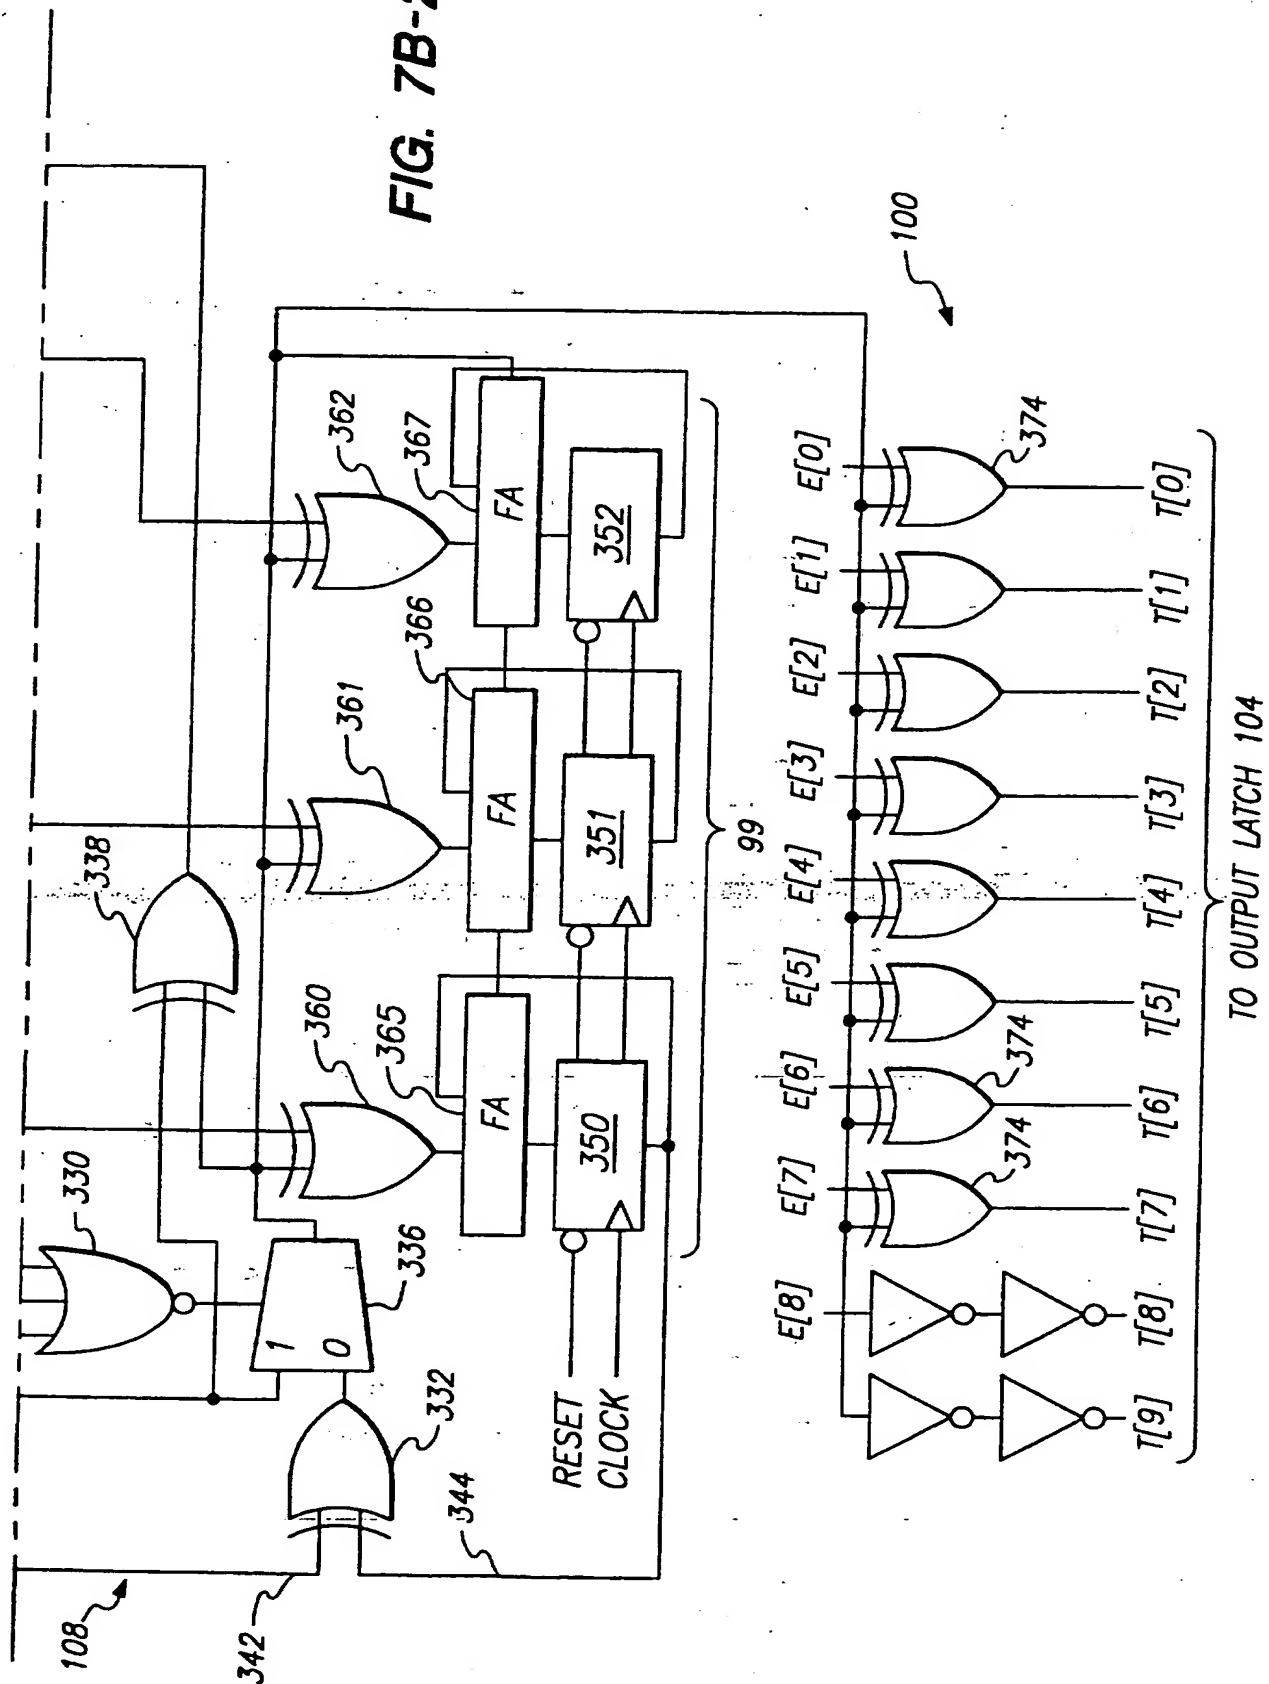 FIG. 7B-2
108
342
344
332
330
336
1
0
338
360
361
362
365
366
367
FA
FA
FA
350
351
352
RESET
CLOCK
99
100
E[8]
E[7]
E[6]
E[5]
E[4]
E[3]
E[2]
E[1]
E[0]
374
374
374
T[9]
T[8]
T[7]
T[6]
T[5]
T[4]
T[3]
T[2]
T[1]
T[0]
TO OUTPUT LATCH 104